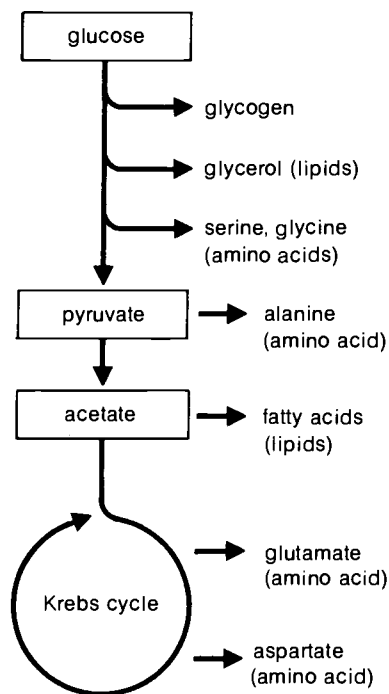 glucose
glycogen
glycerol (lipids)
serine, glycine
(amino acids)
pyruvate
alanine
(amino acid)
acetate
fatty acids
(lipids)
glutamate
(amino acid)
Krebs cycle
aspartate
(amino acid)